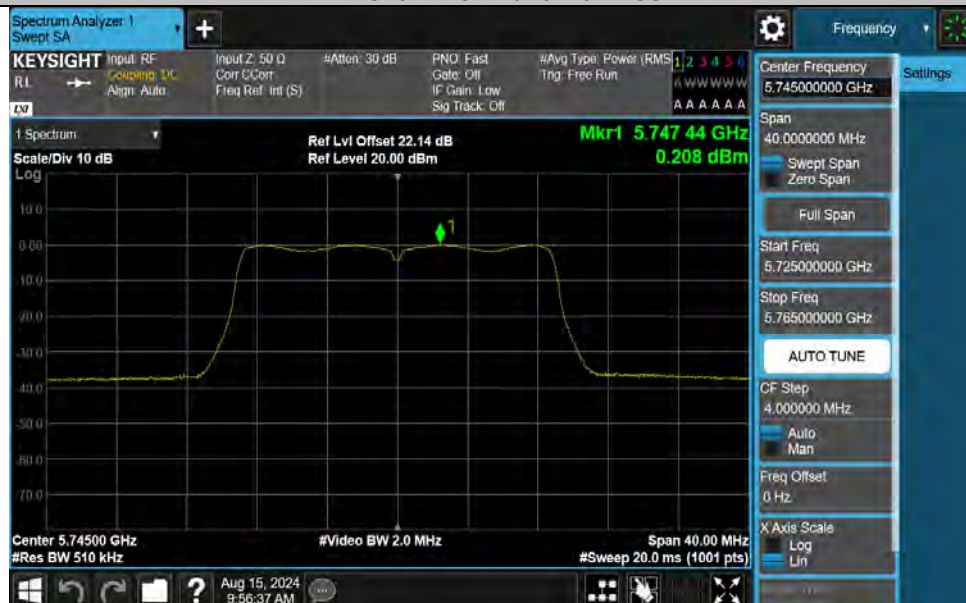 Spectrum Analyzer 1
Swept SA
+
Frequency
KEYSIGHT
Input: RF
Input Z: 50 Ω
#Atten: 30 dB
PNO: Fast
#Avg Type: Power (RMS
1 2 3 4 5 6
RL
Coupling: DC
Corr CCorr
Gate: Off
Trig: Free Run
Align: Auto
Freq Ref: Int (S)
IF Gain: Low
Sig Track: Off
A W W W W W
A A A A A A
LXI
1 Spectrum
Ref Lvl Offset 22.14 dB
Mkr1 5.747 44 GHz
Scale/Div 10 dB
Ref Level 20.00 dBm
0.208 dBm
Log
10.0
0.00
-10.0
-20.0
-30.0
-40.0
-70.0
1
Center 5.74500 GHz
#Video BW 2.0 MHz
Span 40.00 MHz
#Res BW 510 kHz
#Sweep 20.0 ms (1001 pts)
Aug 15, 2024
9:56:37 AM
?
Center Frequency
5.745000000 GHz
Settings
Span
40.0000000 MHz
Swept Span
Zero Span
Full Span
Start Freq
5.725000000 GHz
Stop Freq
5.765000000 GHz
AUTO TUNE
CF Step
4.000000 MHz
Auto
Man
Freq Offset
0 Hz
X Axis Scale
Log
Lin